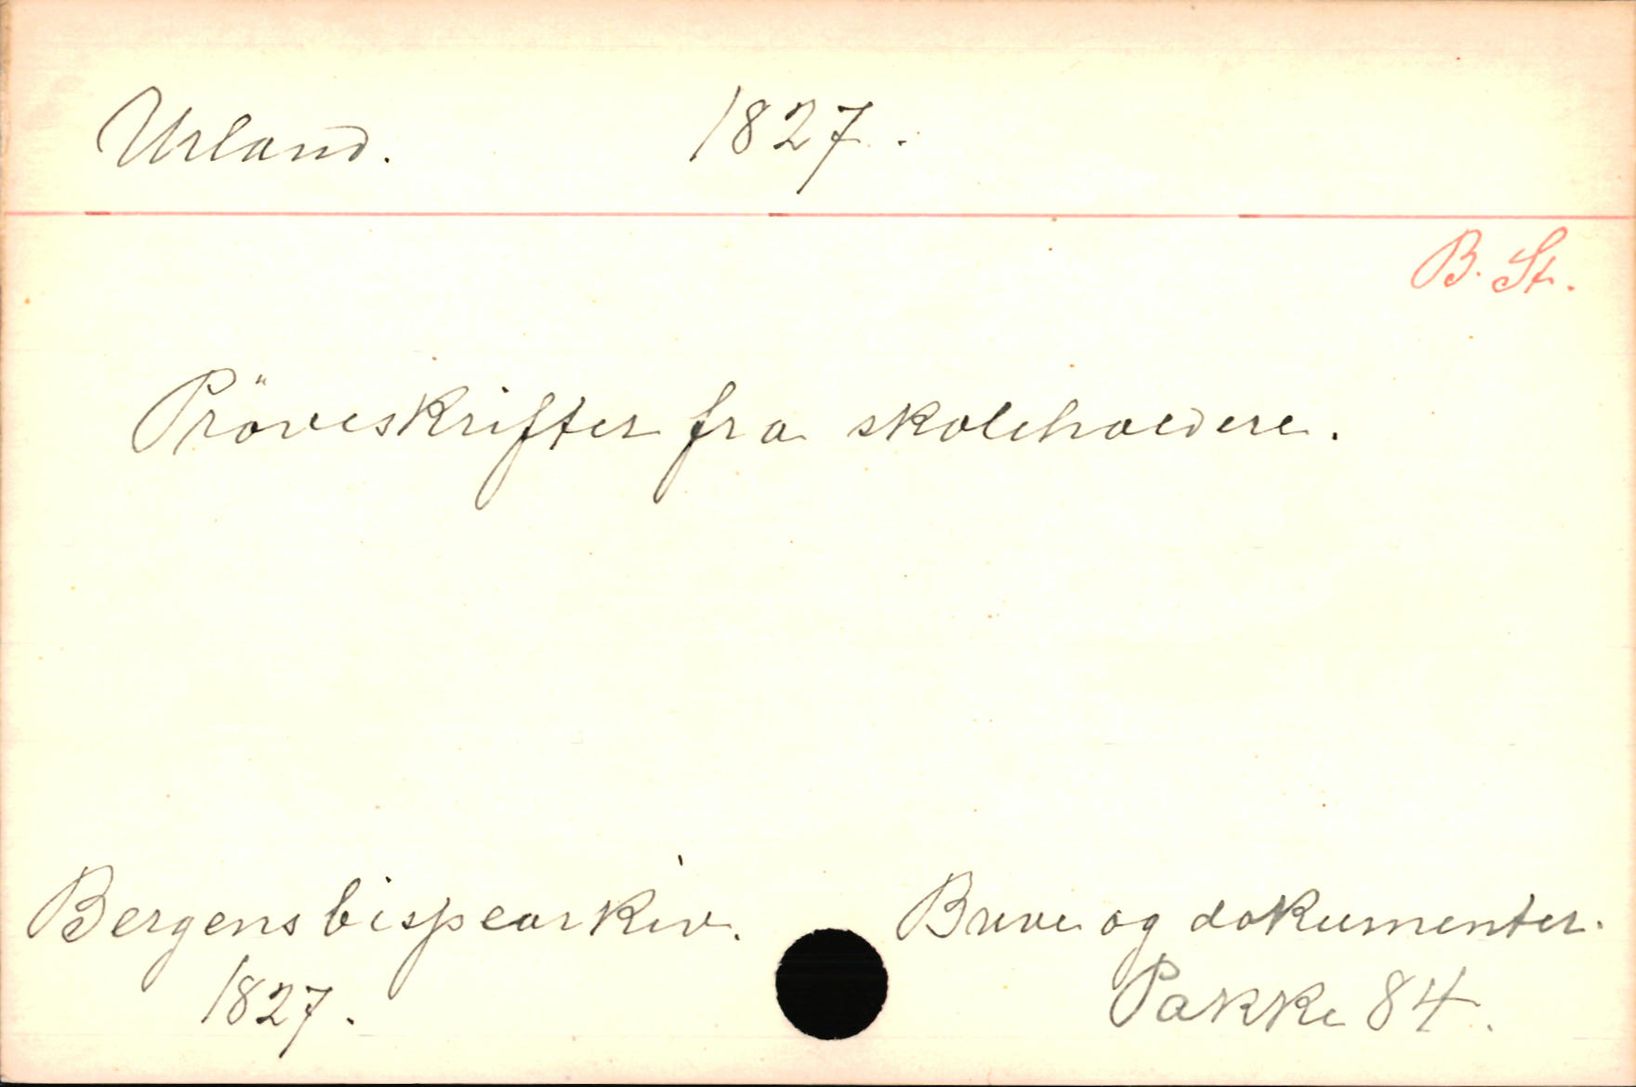 Urland. 1827.
B. St.
Pröveskrifter fra skoleholdere.
Bergens bispearkiv. Breve og dokumenter.
1827. Pakke 84.